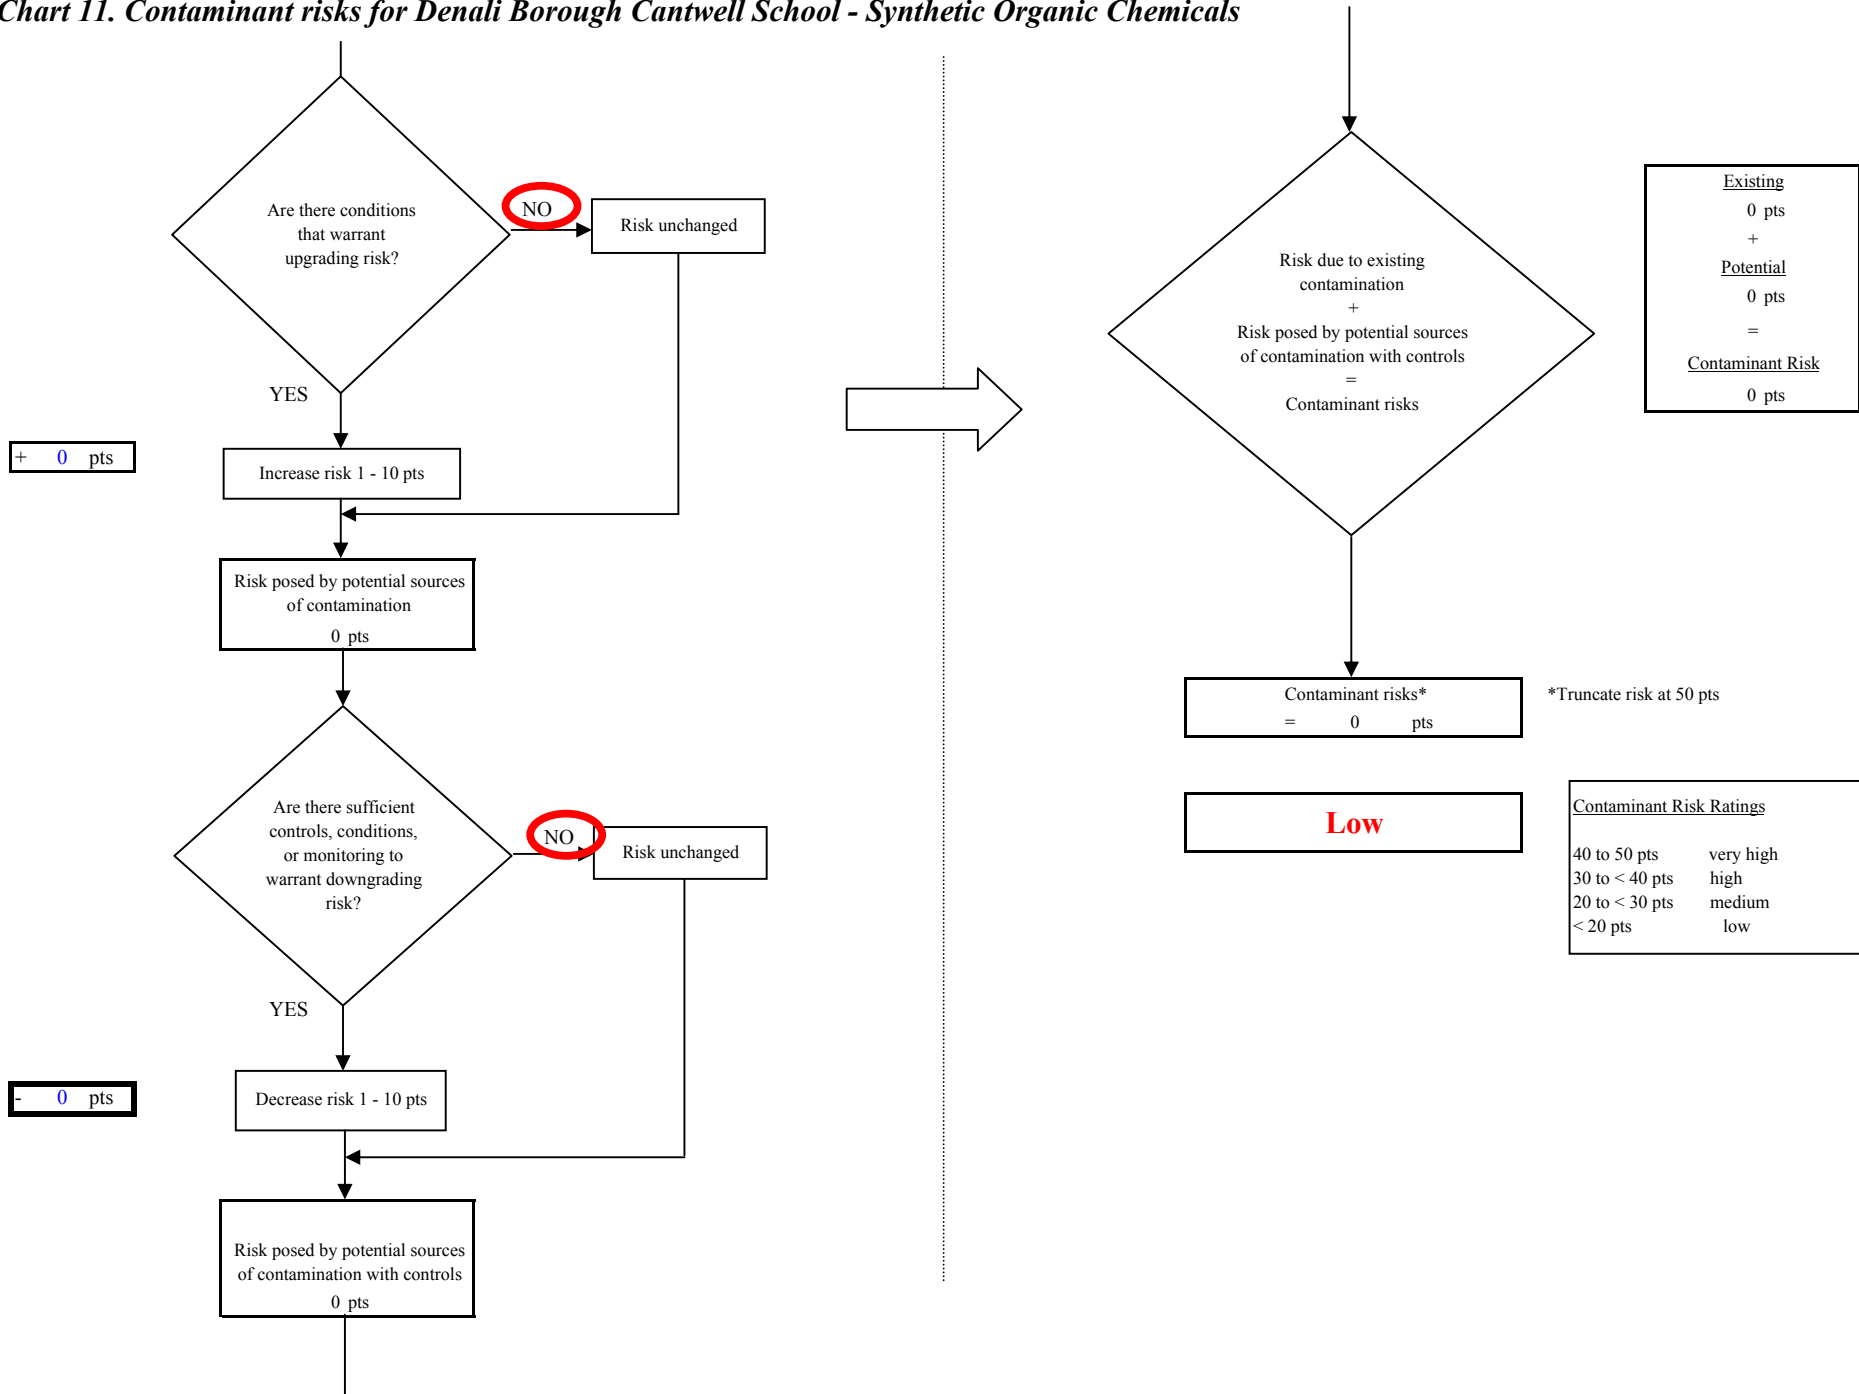 Chart 11. Contaminant risks for Denali Borough Cantwell School - Synthetic Organic Chemicals
Are there conditions
that warrant
upgrading risk?
NO
Risk unchanged
YES
+ 0 pts
Increase risk 1 - 10 pts
Risk posed by potential sources
of contamination
0 pts
Are there sufficient
controls, conditions,
or monitoring to
warrant downgrading
risk?
NO
Risk unchanged
YES
- 0 pts
Decrease risk 1 - 10 pts
Risk posed by potential sources
of contamination with controls
0 pts
Risk due to existing
contamination
+
Risk posed by potential sources
of contamination with controls
=
Contaminant risks
Existing
0 pts
+
Potential
0 pts
=
Contaminant Risk
0 pts
Contaminant risks*
= 0 pts
*Truncate risk at 50 pts
Low
Contaminant Risk Ratings
40 to 50 pts very high
30 to < 40 pts high
20 to < 30 pts medium
< 20 pts low